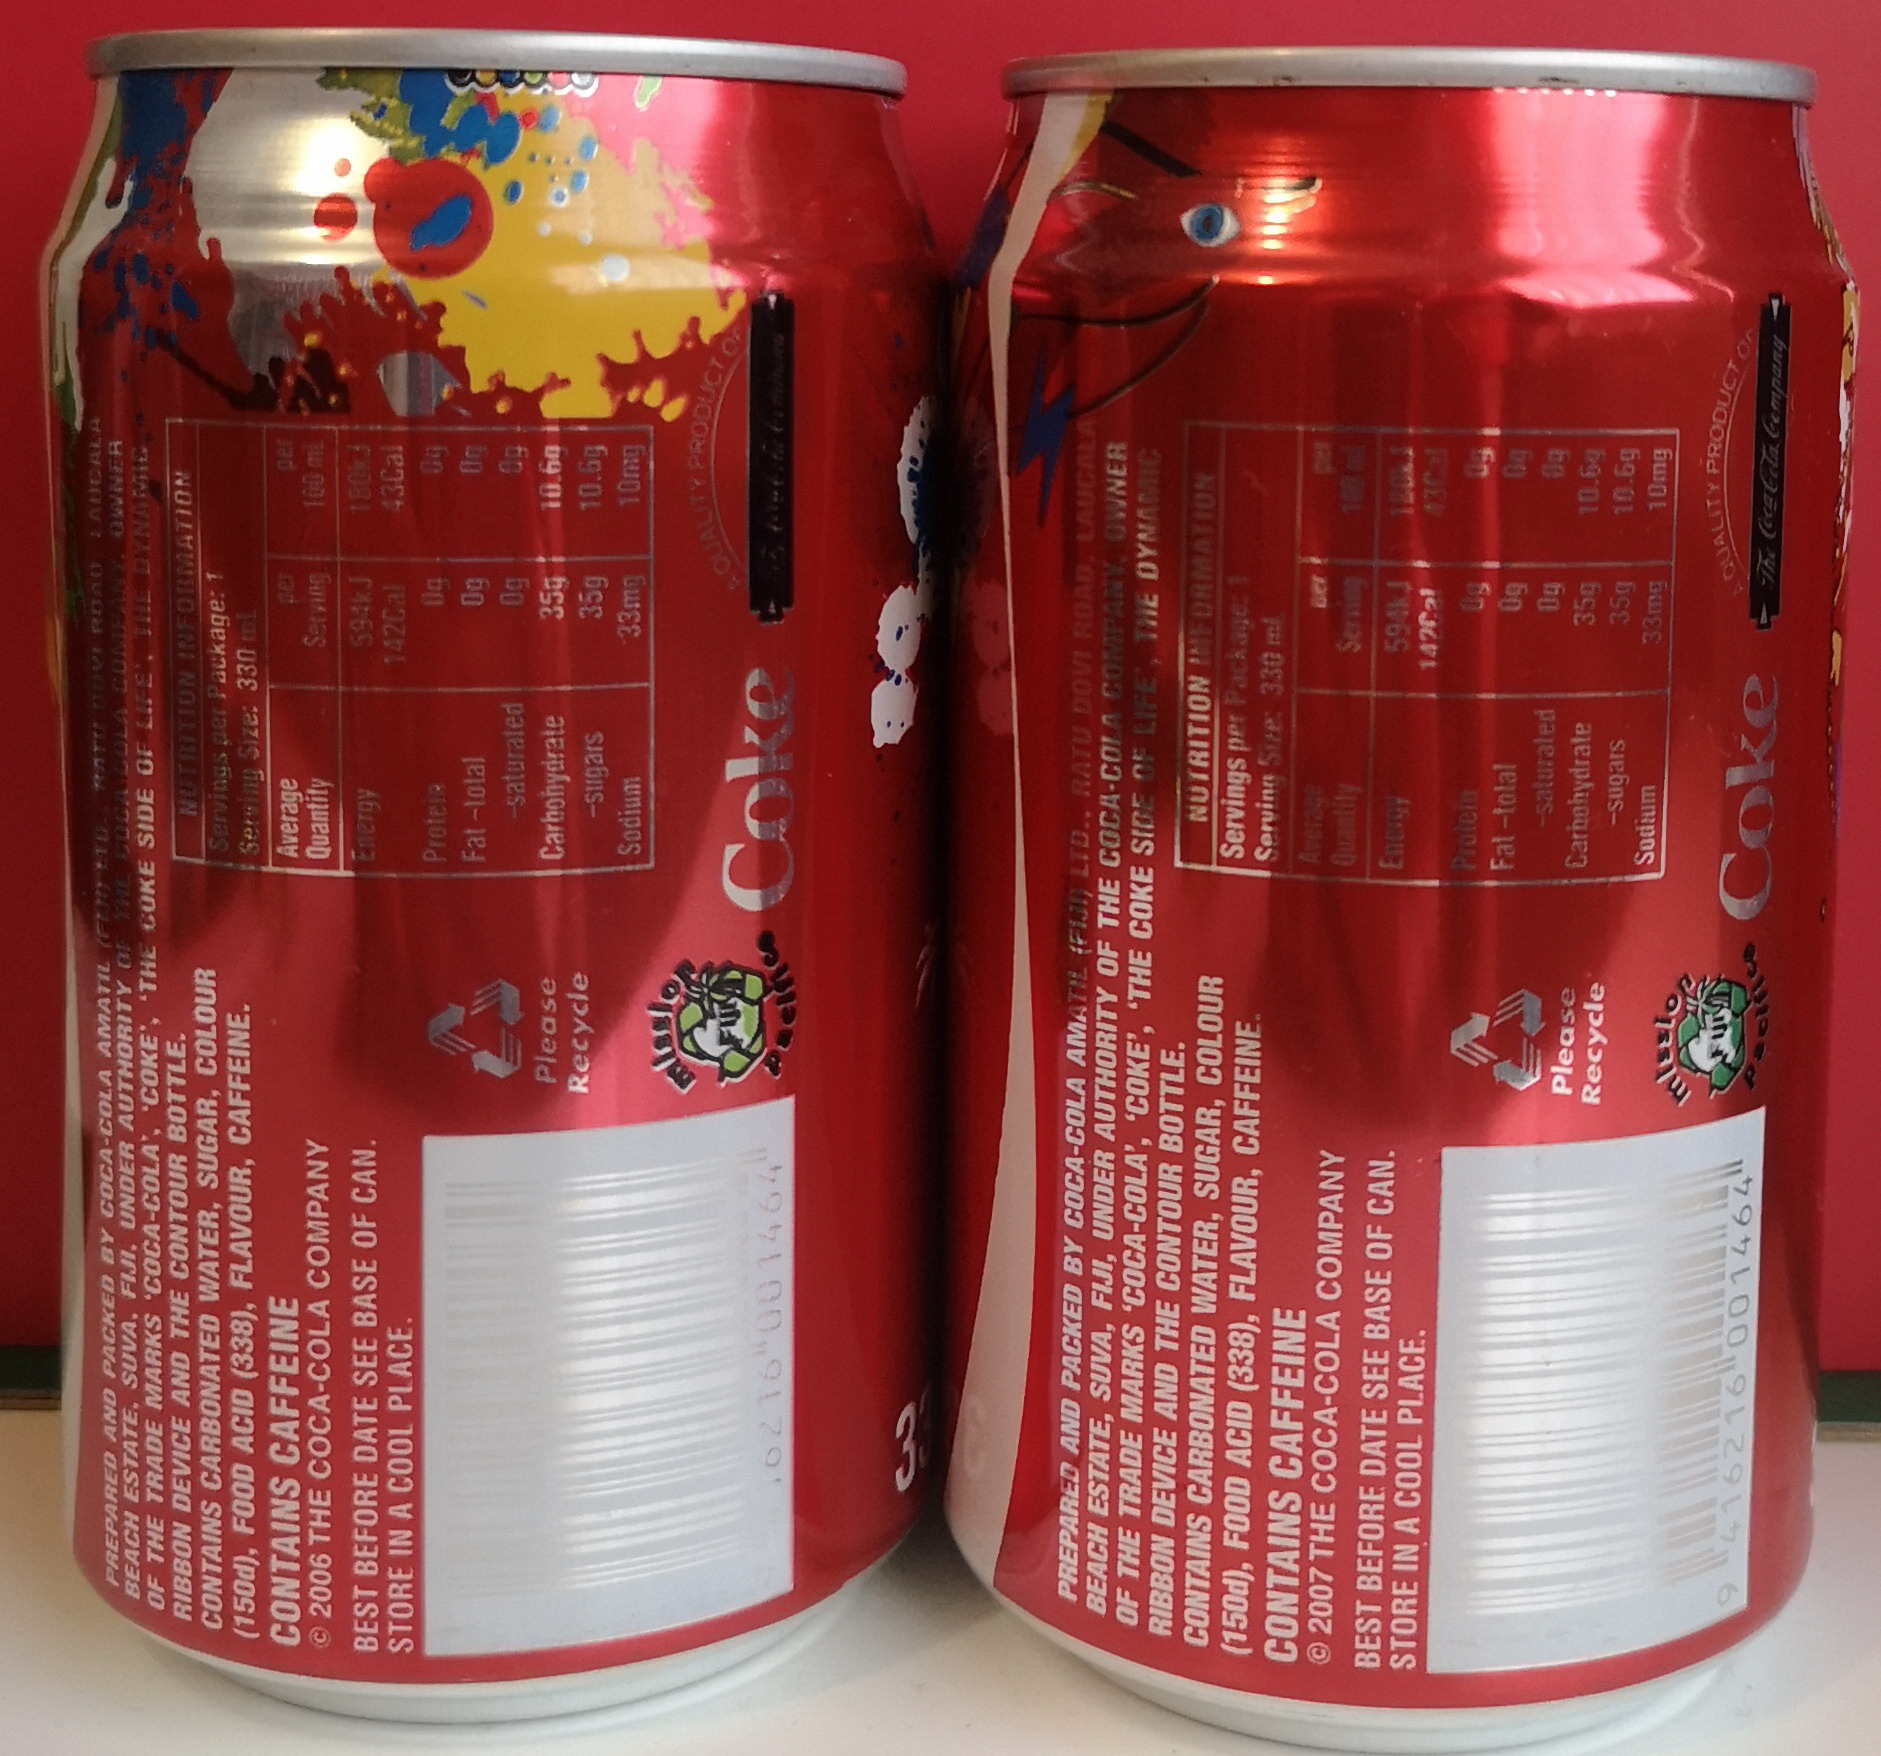 PREPARED AND PACKED BY COCA-COLA AMATIL (FIJI) LTD., RATU DOVI ROAD, LAUCALA
BEACH ESTATE, SUVA, FIJI, UNDER AUTHORITY OF THE COCA-COLA COMPANY, OWNER
OF THE TRADE MARKS 'COCA-COLA', 'COKE', 'THE COKE SIDE OF LIFE', THE DYNAMIC
RIBBON DEVICE AND THE CONTOUR BOTTLE.
CONTAINS CARBONATED WATER, SUGAR, COLOUR
(150d), FOOD ACID (338), FLAVOUR, CAFFEINE.
CONTAINS CAFFEINE
© 2006 THE COCA-COLA COMPANY
BEST BEFORE DATE SEE BASE OF CAN.
STORE IN A COOL PLACE.
NUTRITION INFORMATION
Servings per Package: 1
Serving Size: 330 mL
Average per per
Quantity Serving 100 mL
Energy 594kJ 180kJ
142Cal 43Cal
Protein 0g 0g
Fat -total 0g 0g
-saturated 0g 0g
Carbohydrate 35g 10.6g
-sugars 35g 10.6g
Sodium 33mg 10mg
Please
Recycle
mission
FIJI
Pacific
Coke
A QUALITY PRODUCT OF
The Coca-Cola Company
416216 001464
PREPARED AND PACKED BY COCA-COLA AMATIL (FIJI) LTD., RATU DOVI ROAD, LAUCALA
BEACH ESTATE, SUVA, FIJI, UNDER AUTHORITY OF THE COCA-COLA COMPANY, OWNER
OF THE TRADE MARKS 'COCA-COLA', 'COKE', 'THE COKE SIDE OF LIFE', THE DYNAMIC
RIBBON DEVICE AND THE CONTOUR BOTTLE.
CONTAINS CARBONATED WATER, SUGAR, COLOUR
(150d), FOOD ACID (338), FLAVOUR, CAFFEINE.
CONTAINS CAFFEINE
© 2007 THE COCA-COLA COMPANY
BEST BEFORE DATE SEE BASE OF CAN.
STORE IN A COOL PLACE.
NUTRITION INFORMATION
Servings per Package: 1
Serving Size: 330 mL
Average per per
Quantity Serving 100 mL
Energy 594kJ 180kJ
142Cal 43Cal
Protein 0g 0g
Fat -total 0g 0g
-saturated 0g 0g
Carbohydrate 35g 10.6g
-sugars 35g 10.6g
Sodium 33mg 10mg
Please
Recycle
mission
FIJI
Pacific
Coke
A QUALITY PRODUCT OF
The Coca-Cola Company
9 416216 001464